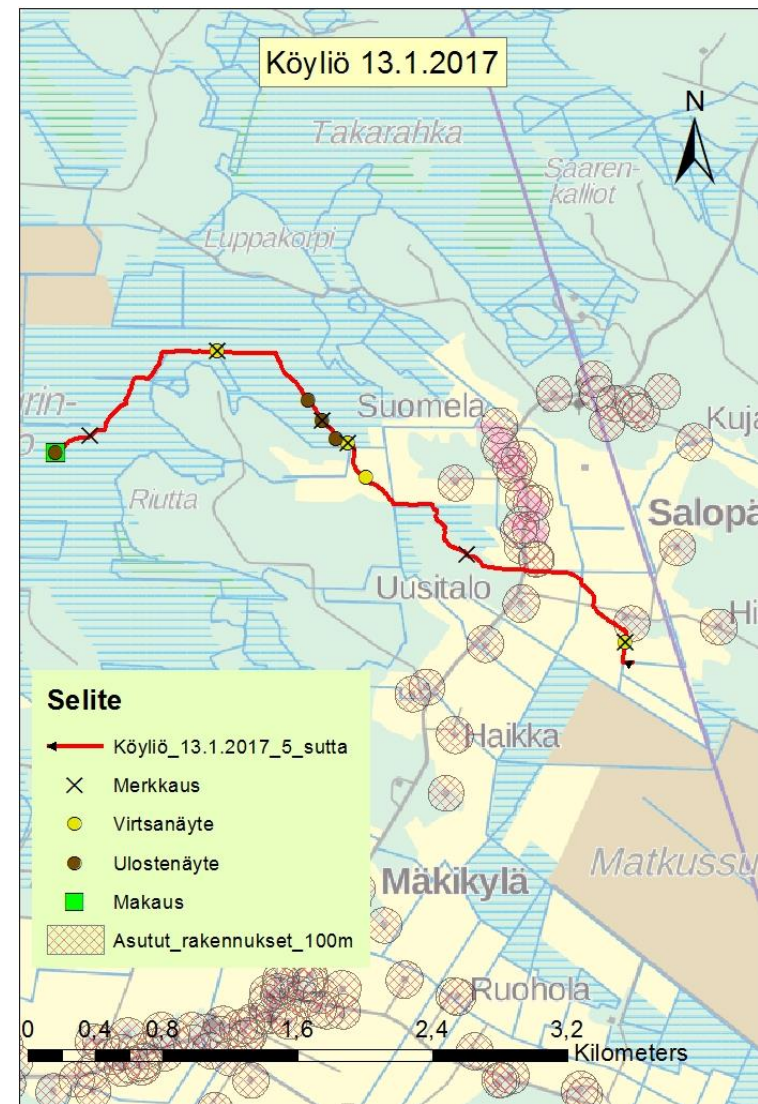 Köyliö 13.1.2017
N
Takarahka
Saaren-
kalliot
Luppakorpi
Suomela
Kuja
Riutta
Salopä
Uusitalo
Hi
Selite
Köyliö_13.1.2017_5_sutta
Merkkaus
Virtsanäyte
Ulostenäyte
Makaus
Asutut_rakennukset_100m
Haikka
Mäkikylä
Matkussu
Ruohola
0 0,4 0,8 1,6 2,4 3,2
Kilometers